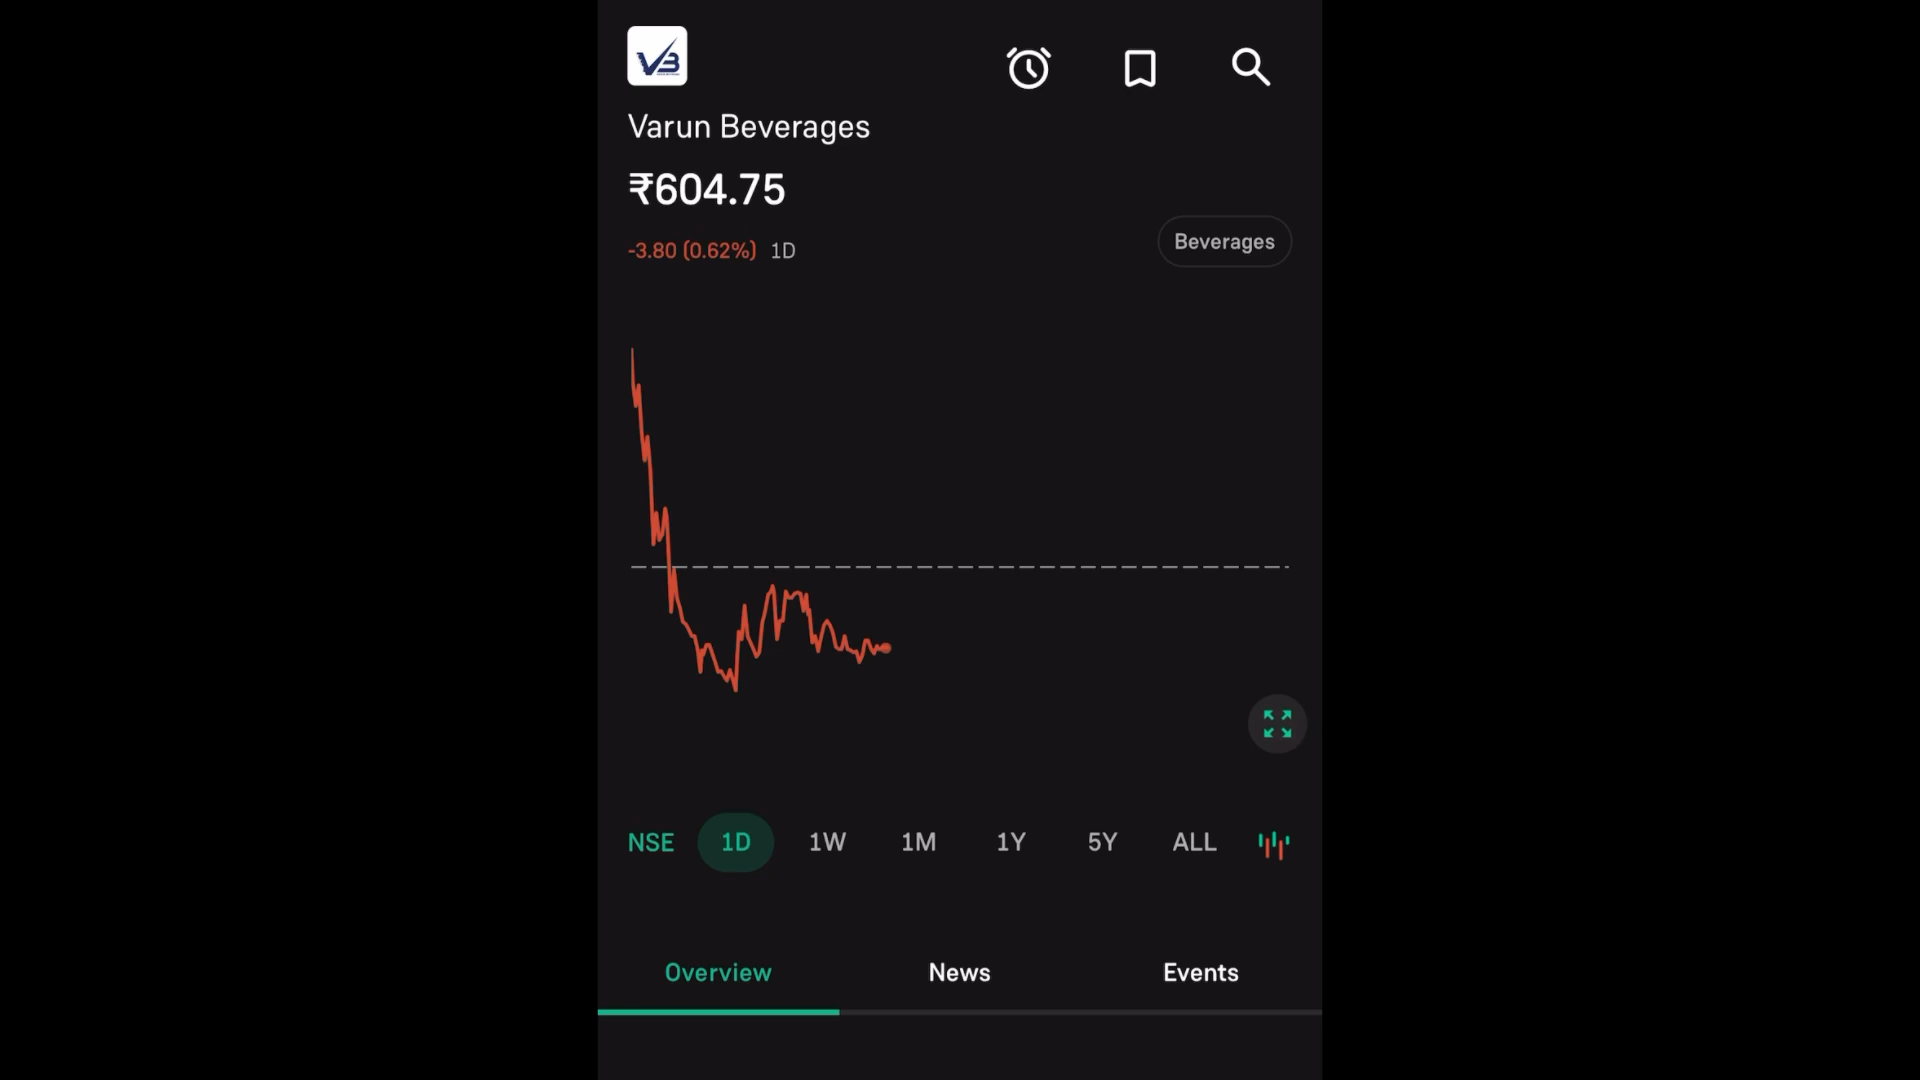 VB
Varun Beverages
₹604.75
-3.80 (0.62%) 1D
Beverages
NSE 1D 1W 1M 1Y 5Y ALL
Overview News Events